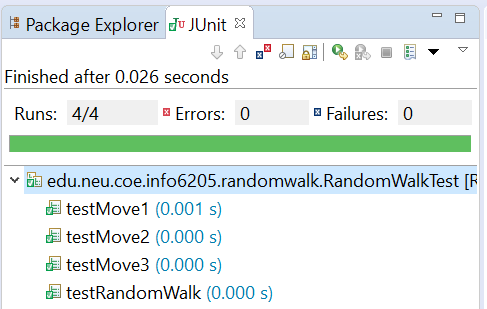 Package Explorer JUnit
Finished after 0.026 seconds
Runs: 4/4 Errors: 0 Failures: 0
edu.neu.coe.info6205.randomwalk.RandomWalkTest [R
testMove1 (0.001 s)
testMove2 (0.000 s)
testMove3 (0.000 s)
testRandomWalk (0.000 s)